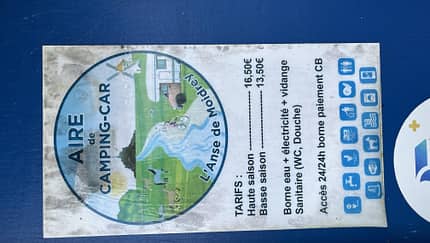 AIRE
de
CAMPING-CAR
L'Anse de Moidrey
TARIFS :
Haute saison ------------- 16,50€
Basse saison ------------- 13,50€
Borne eau + électricité + vidange
Sanitaire (WC, Douche)
Accès 24/24h borne paiement CB